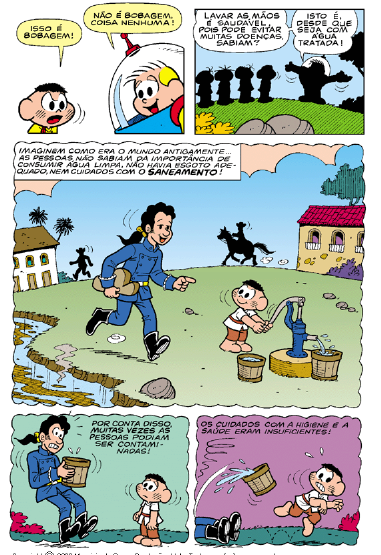 ISSO É
BOBAGEM!
NÃO É BOBAGEM,
COISA NENHUMA!
LAVAR AS MÃOS
É SAUDÁVEL,
POIS PODE EVITAR
MUITAS DOENÇAS,
SABIAM?
ISTO É,
DESDE QUE
SEJA COM
ÁGUA
TRATADA!
IMAGINEM COMO ERA O MUNDO ANTIGAMENTE...
AS PESSOAS NÃO SABIAM DA IMPORTÂNCIA DE
CONSUMIR ÁGUA LIMPA, NÃO HAVIA ESGOTO ADE-
QUADO, NEM CUIDADOS COM O SANEAMENTO!
POR CONTA DISSO,
MUITAS VEZES AS
PESSOAS PODIAM
SER CONTAMI-
NADAS!
OS CUIDADOS COM A HIGIENE E A
SAÚDE ERAM INSUFICIENTES!